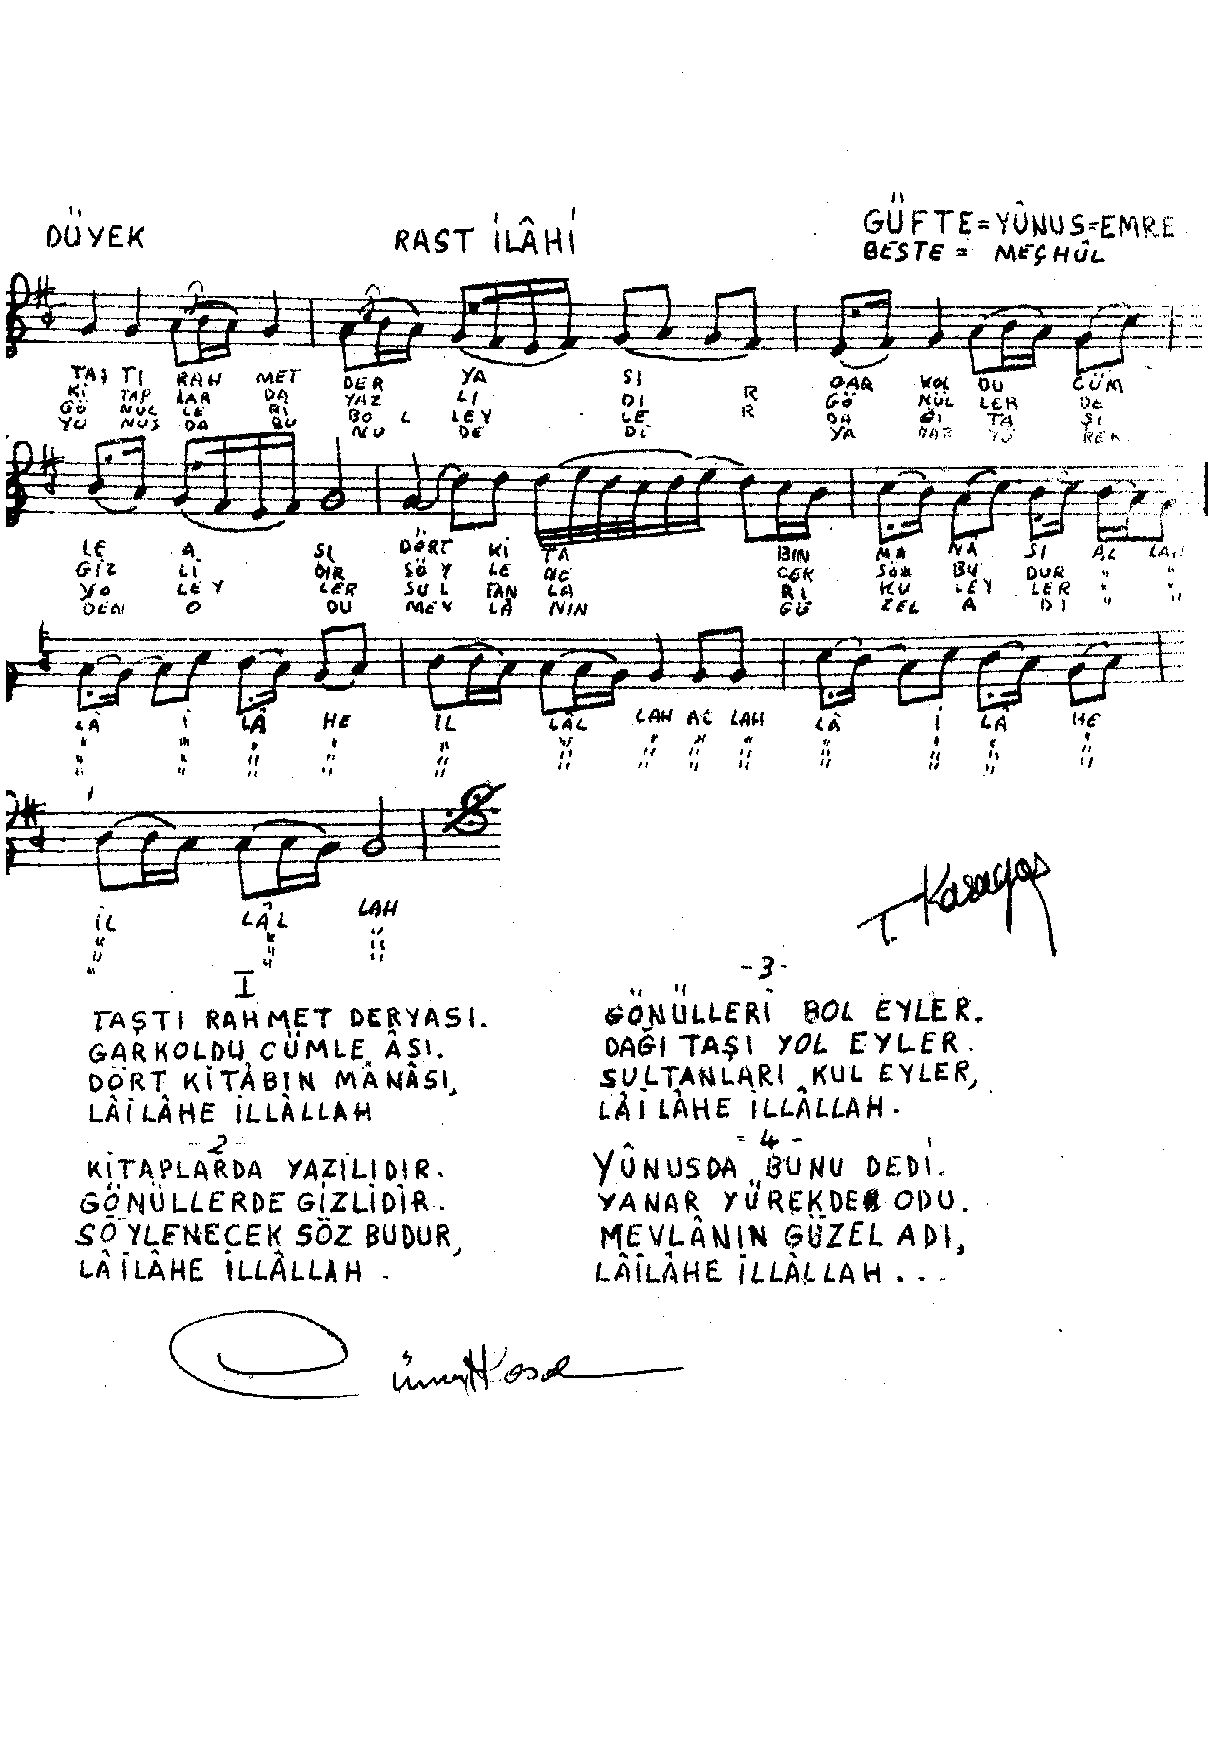 DÜYEK
RAST İLÂHİ
GÜFTE=YÛNUS=EMRE
BESTE = MEÇHÛL
TAŞ TI RAH MET DER YA SI GAR KOL DU CÜM
Kİ TAP LAR DA YAZ LI DI R GÖ NÜL LER DE
GÖ NÜL LE Rİ BO L LEY LE R DA ĞI TA ŞI
YU NUS DA BU NU DE Dİ YA NAR YÜ REK
LE A SI DÖRT Kİ TA BIN MA NÂ SI AL LAH
GİZ Lİ DİR SÖ Y LE NE CEK SÖZ BU DUR " "
YO LEY LER SU L TAN LA RI KU LEY LER " "
DEN O DU MEV LÂ NIN GÜ ZEL A DI " "
LÂ İ LÂ HE İL LÂL LAH AL LAH LÂ İ LÂ HE
İL LÂL LAH
T. Kasayas
I
TAŞTI RAHMET DERYASI.
GARKOLDU CÜMLE ÂSI.
DÖRT KİTÂBIN MÂNÂSI,
LÂİLÂHE İLLÂLLAH
-2-
KİTAPLARDA YAZILIDIR.
GÖNÜLLERDE GİZLİDİR.
SÖYLENECEK SÖZ BUDUR,
LÂİLÂHE İLLÂLLAH .
-3-
GÖNÜLLERİ BOL EYLER.
DAĞI TAŞI YOL EYLER.
SULTANLARI KUL EYLER,
LÂİLÂHE İLLÂLLAH.
-4-
YÛNUSDA BUNU DEDİ.
YANAR YÜREKDEN ODU.
MEVLÂNIN GÜZEL ADI,
LÂİLÂHE İLLÂLLAH...